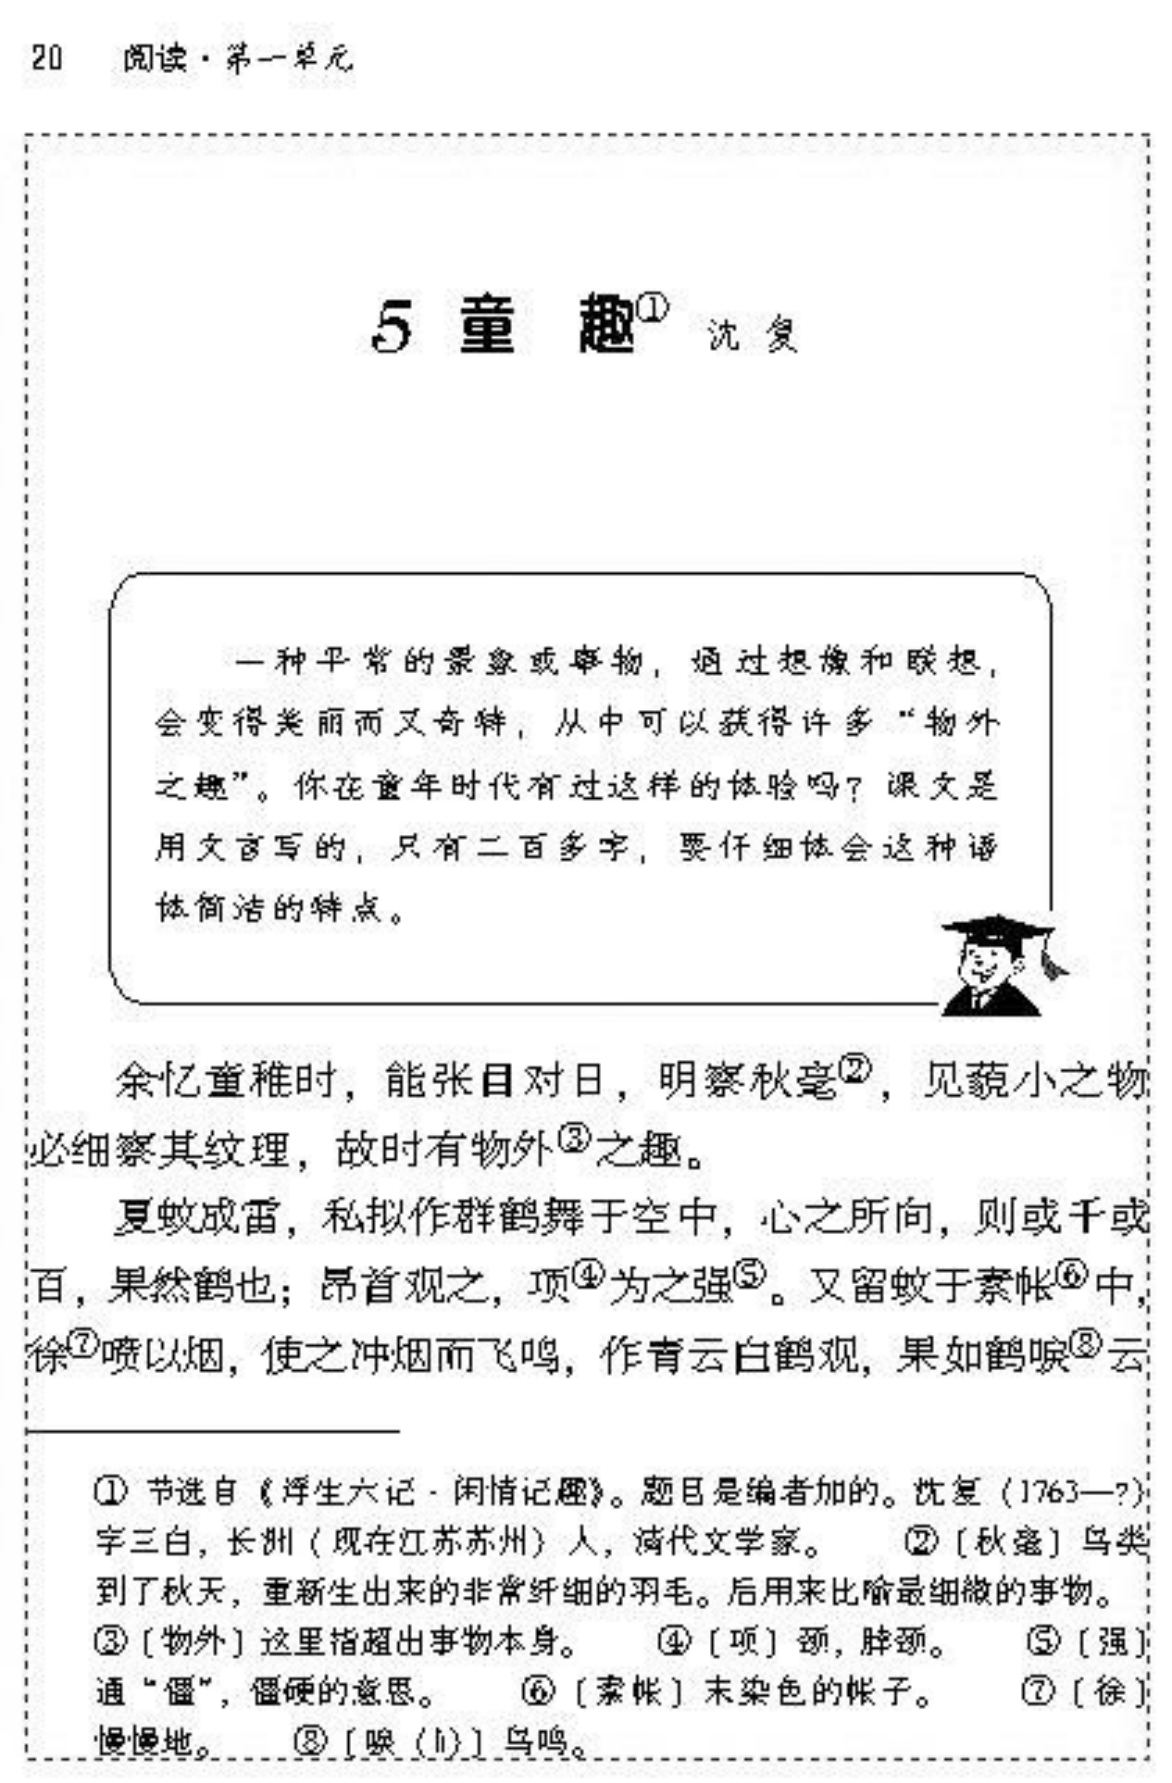 20 阅读·第一单元
5 童 趣① 沈 复
一种平常的景象或事物，通过想像和联想，
会变得美丽而又奇特，从中可以获得许多“物外
之趣”。你在童年时代有过这样的体验吗？课文是
用文言写的，只有二百多字，要仔细体会这种语
体简洁的特点。
余忆童稚时，能张目对日，明察秋毫②，见藐小之物
必细察其纹理，故时有物外③之趣。
夏蚊成雷，私拟作群鹤舞于空中，心之所向，则或千或
百，果然鹤也；昂首观之，项④为之强⑤。又留蚊于素帐⑥中，
徐⑦喷以烟，使之冲烟而飞鸣，作青云白鹤观，果如鹤唳⑧云
① 节选自《浮生六记·闲情记趣》。题目是编者加的。沈复（1763—？）
字三白，长洲（现在江苏苏州）人，清代文学家。 ②〔秋毫〕鸟类
到了秋天，重新生出来的非常纤细的羽毛。后用来比喻最细微的事物。
③〔物外〕这里指超出事物本身。 ④〔项〕颈，脖颈。 ⑤〔强〕
通“僵”，僵硬的意思。 ⑥〔素帐〕未染色的帐子。 ⑦〔徐〕
慢慢地。 ⑧〔唳（lì）〕鸟鸣。